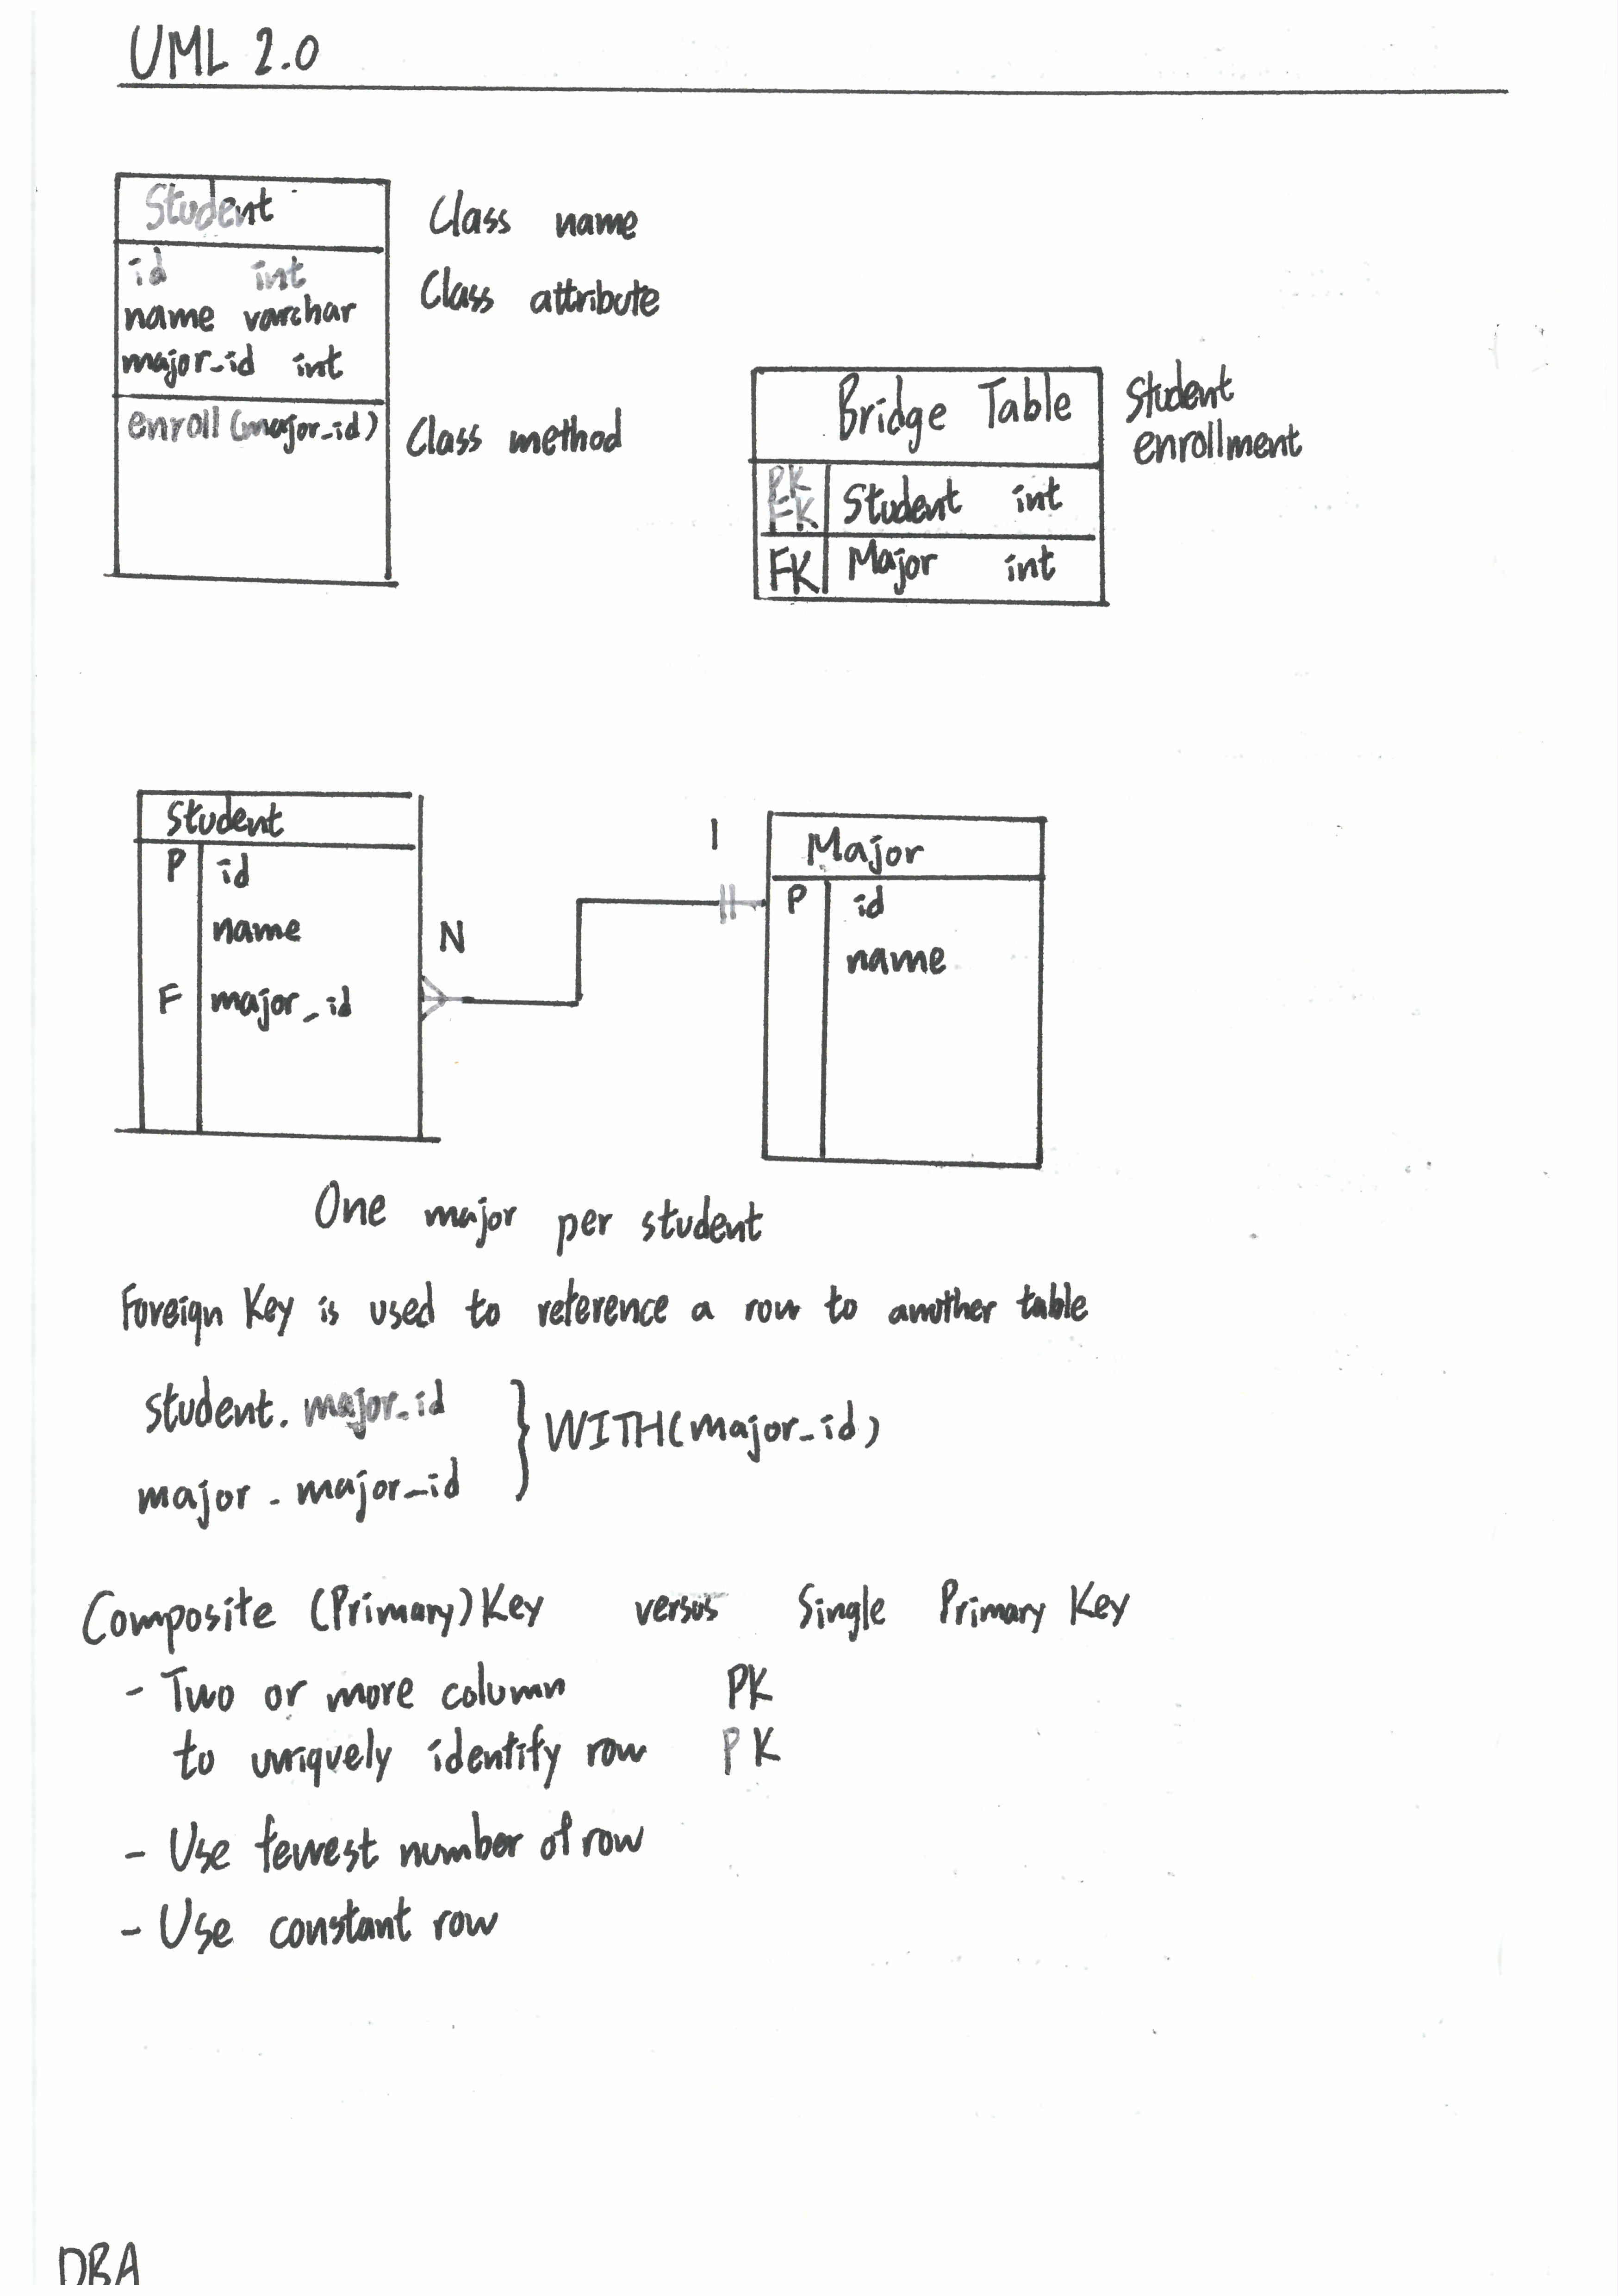 UML 2.0
Student
Class name
id int
Class attribute
name varchar
major_id int
enroll (major_id)
Class method
Bridge Table
Student
enrollment
PK
FK
Student int
FK Major int
Student
P id
name
F major_id
N
1
Major
P id
name
One major per student
Foreign Key is used to reference a row to another table
student. major_id
major . major_id
WITH(major_id)
Composite (Primary) Key versus Single Primary Key
- Two or more column PK
to uniquely identify row PK
- Use fewest number of row
- Use constant row
DBA